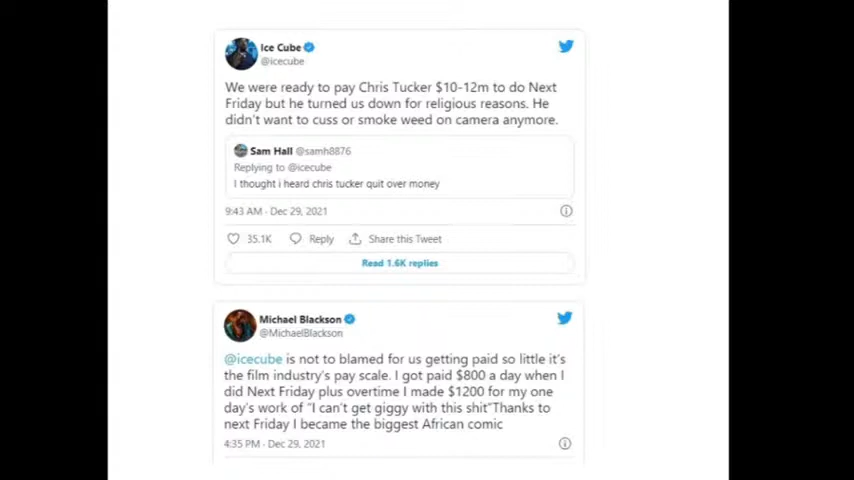 Ice Cube
@icecube
We were ready to pay Chris Tucker $10-12m to do Next
Friday but he turned us down for religious reasons. He
didn't want to cuss or smoke weed on camera anymore.
Sam Hall @samh8876
Replying to @icecube
I thought i heard chris tucker quit over money
9:43 AM · Dec 29, 2021
35.1K Reply Share this Tweet
Read 1.6K replies
Michael Blackson
@MichaelBlackson
@icecube is not to blamed for us getting paid so little it's
the film industry's pay scale. I got paid $800 a day when I
did Next Friday plus overtime I made $1200 for my one
day's work of "I can't get giggy with this shit"Thanks to
next Friday I became the biggest African comic
4:35 PM · Dec 29, 2021